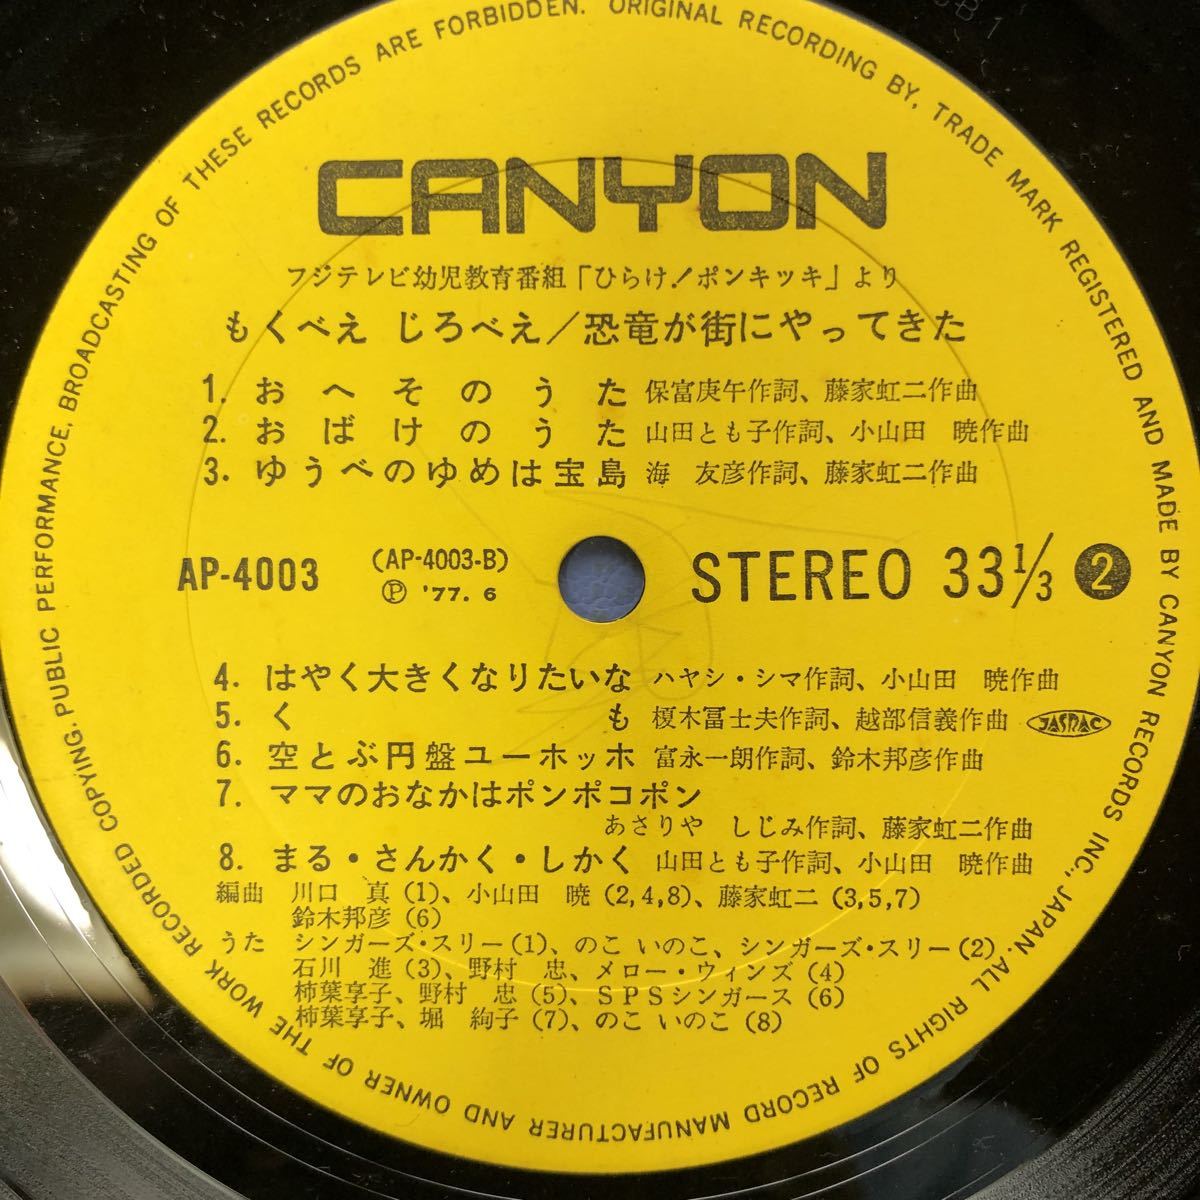 CANYON
フジテレビ幼児教育番組「ひらけ!ポンキッキ」より
もくべえ じろべえ/恐竜が街にやってきた
1. おへそのうた 保富庚午作詞、藤家虹二作曲
2. おばけのうた 山田とも子作詞、小山田 暁作曲
3. ゆうべのゆめは宝島 海 友彦作詞、藤家虹二作曲
AP-4003 (AP-4003-B) Ⓟ '77. 6 STEREO 33 1/3 2
4. はやく大きくなりたいな ハヤシ・シマ作詞、小山田 暁作曲
5. くも 榎木冨士夫作詞、越部信義作曲 JASRAC
6. 空とぶ円盤ユーホッホ 富永一朗作詞、鈴木邦彦作曲
7. ママのおなかはポンポコポン
あさりや しじみ作詞、藤家虹二作曲
8. まる・さんかく・しかく 山田とも子作詞、小山田 暁作曲
編曲 川口 真(1)、小山田 暁(2,4,8)、藤家虹二(3,5,7)
鈴木邦彦(6)
うた シンガーズ・スリー(1)、のこ いのこ、シンガーズ・スリー(2)
石川 進(3)、野村 忠、メロー・ウィンズ(4)
柿葉享子、野村 忠(5)、SPSシンガース(6)
柿葉享子、堀 絢子(7)、のこ いのこ(8)
ORIGINAL RECORDING BY, TRADE MARK REGISTERED AND MADE BY CANYON RECORDS INC., JAPAN. ALL RIGHTS OF RECORD MANUFACTURER AND OWNER OF THE WORK RECORDED COPYING, PUBLIC PERFORMANCE, BROADCASTING OF THESE RECORDS ARE FORBIDDEN.